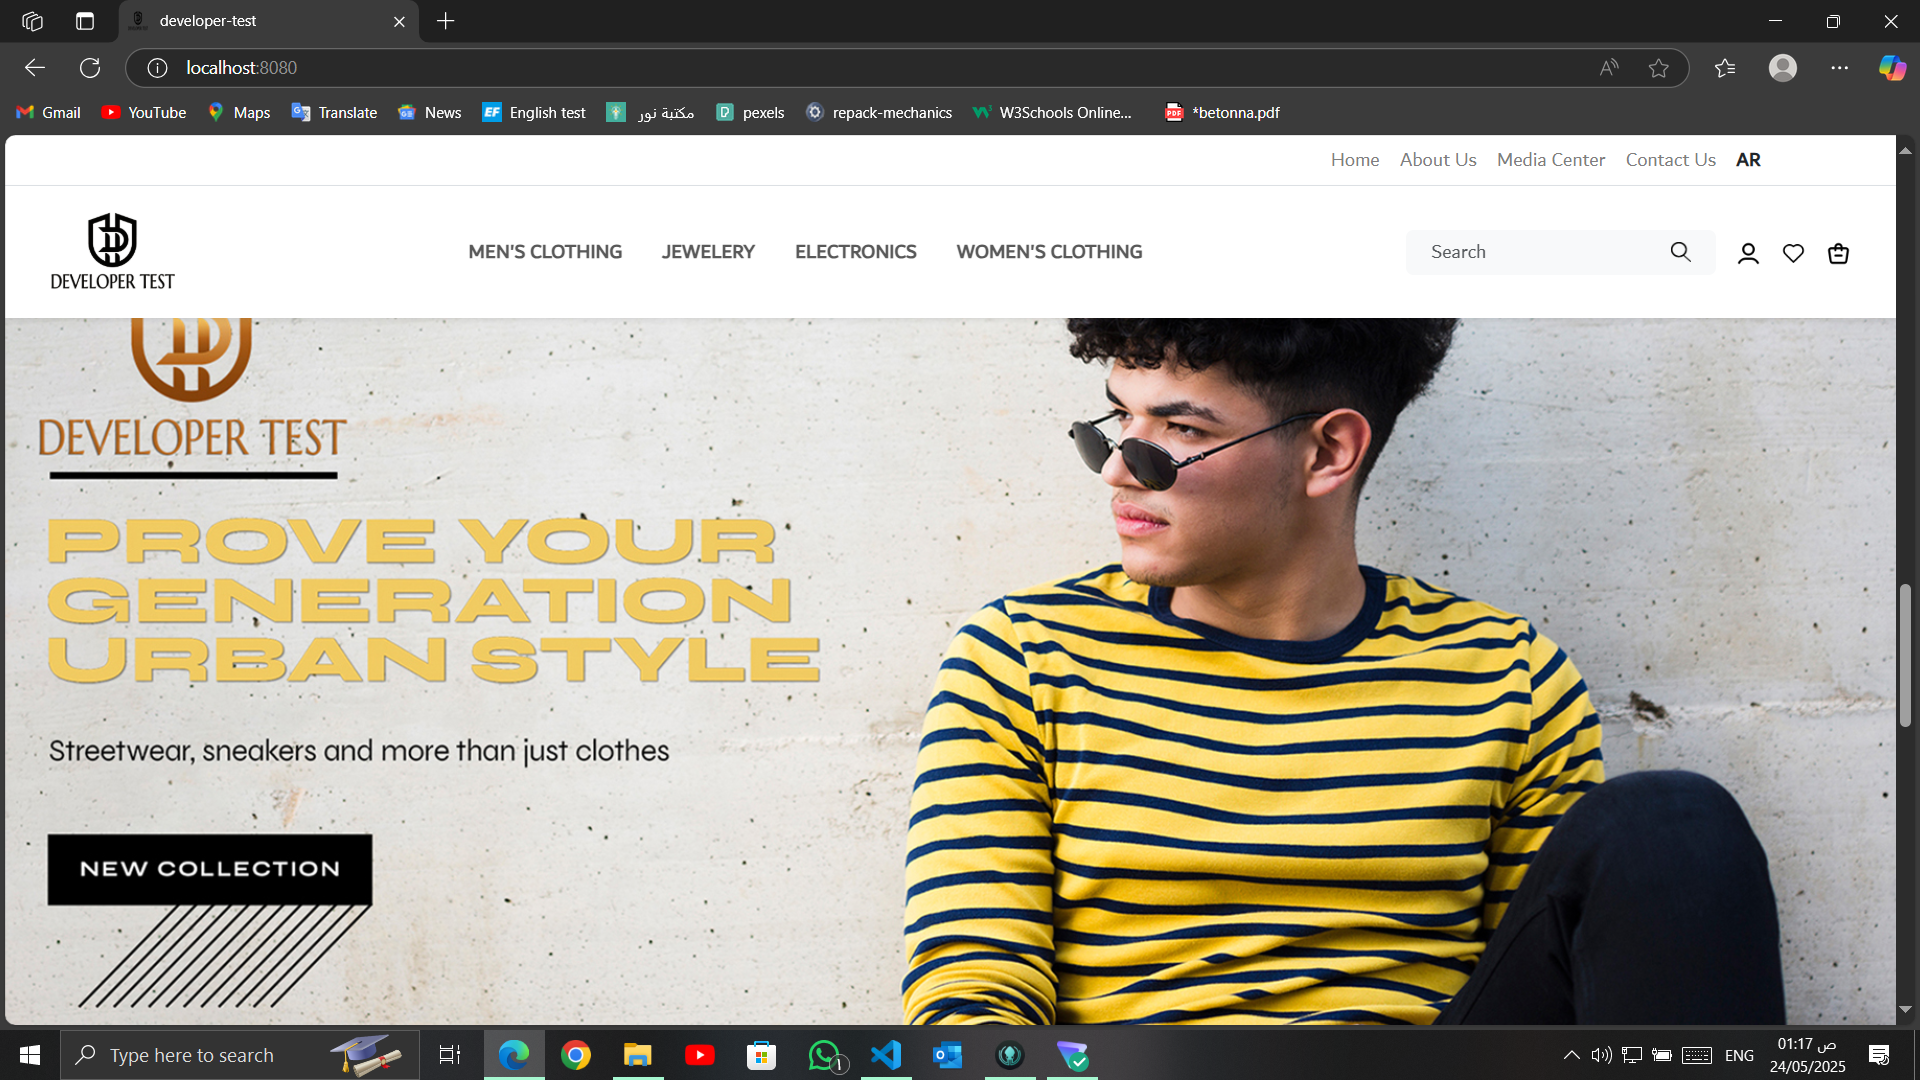 developer-test
localhost:8080
Gmail YouTube Maps Translate News English test مكتبة نور pexels repack-mechanics W3Schools Online... *betonna.pdf
Home About Us Media Center Contact Us AR
DEVELOPER TEST
MEN'S CLOTHING JEWELERY ELECTRONICS WOMEN'S CLOTHING
Search
DEVELOPER TEST
PROVE YOUR
GENERATION
URBAN STYLE
Streetwear, sneakers and more than just clothes
NEW COLLECTION
Type here to search
ENG
01:17 ص
24/05/2025